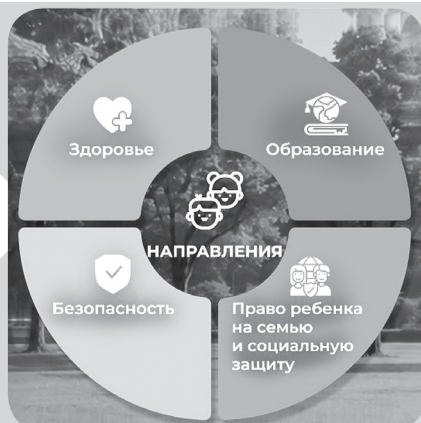 Здоровье
Образование
НАПРАВЛЕНИЯ
Безопасность
Право ребенка
на семью
и социальную
защиту